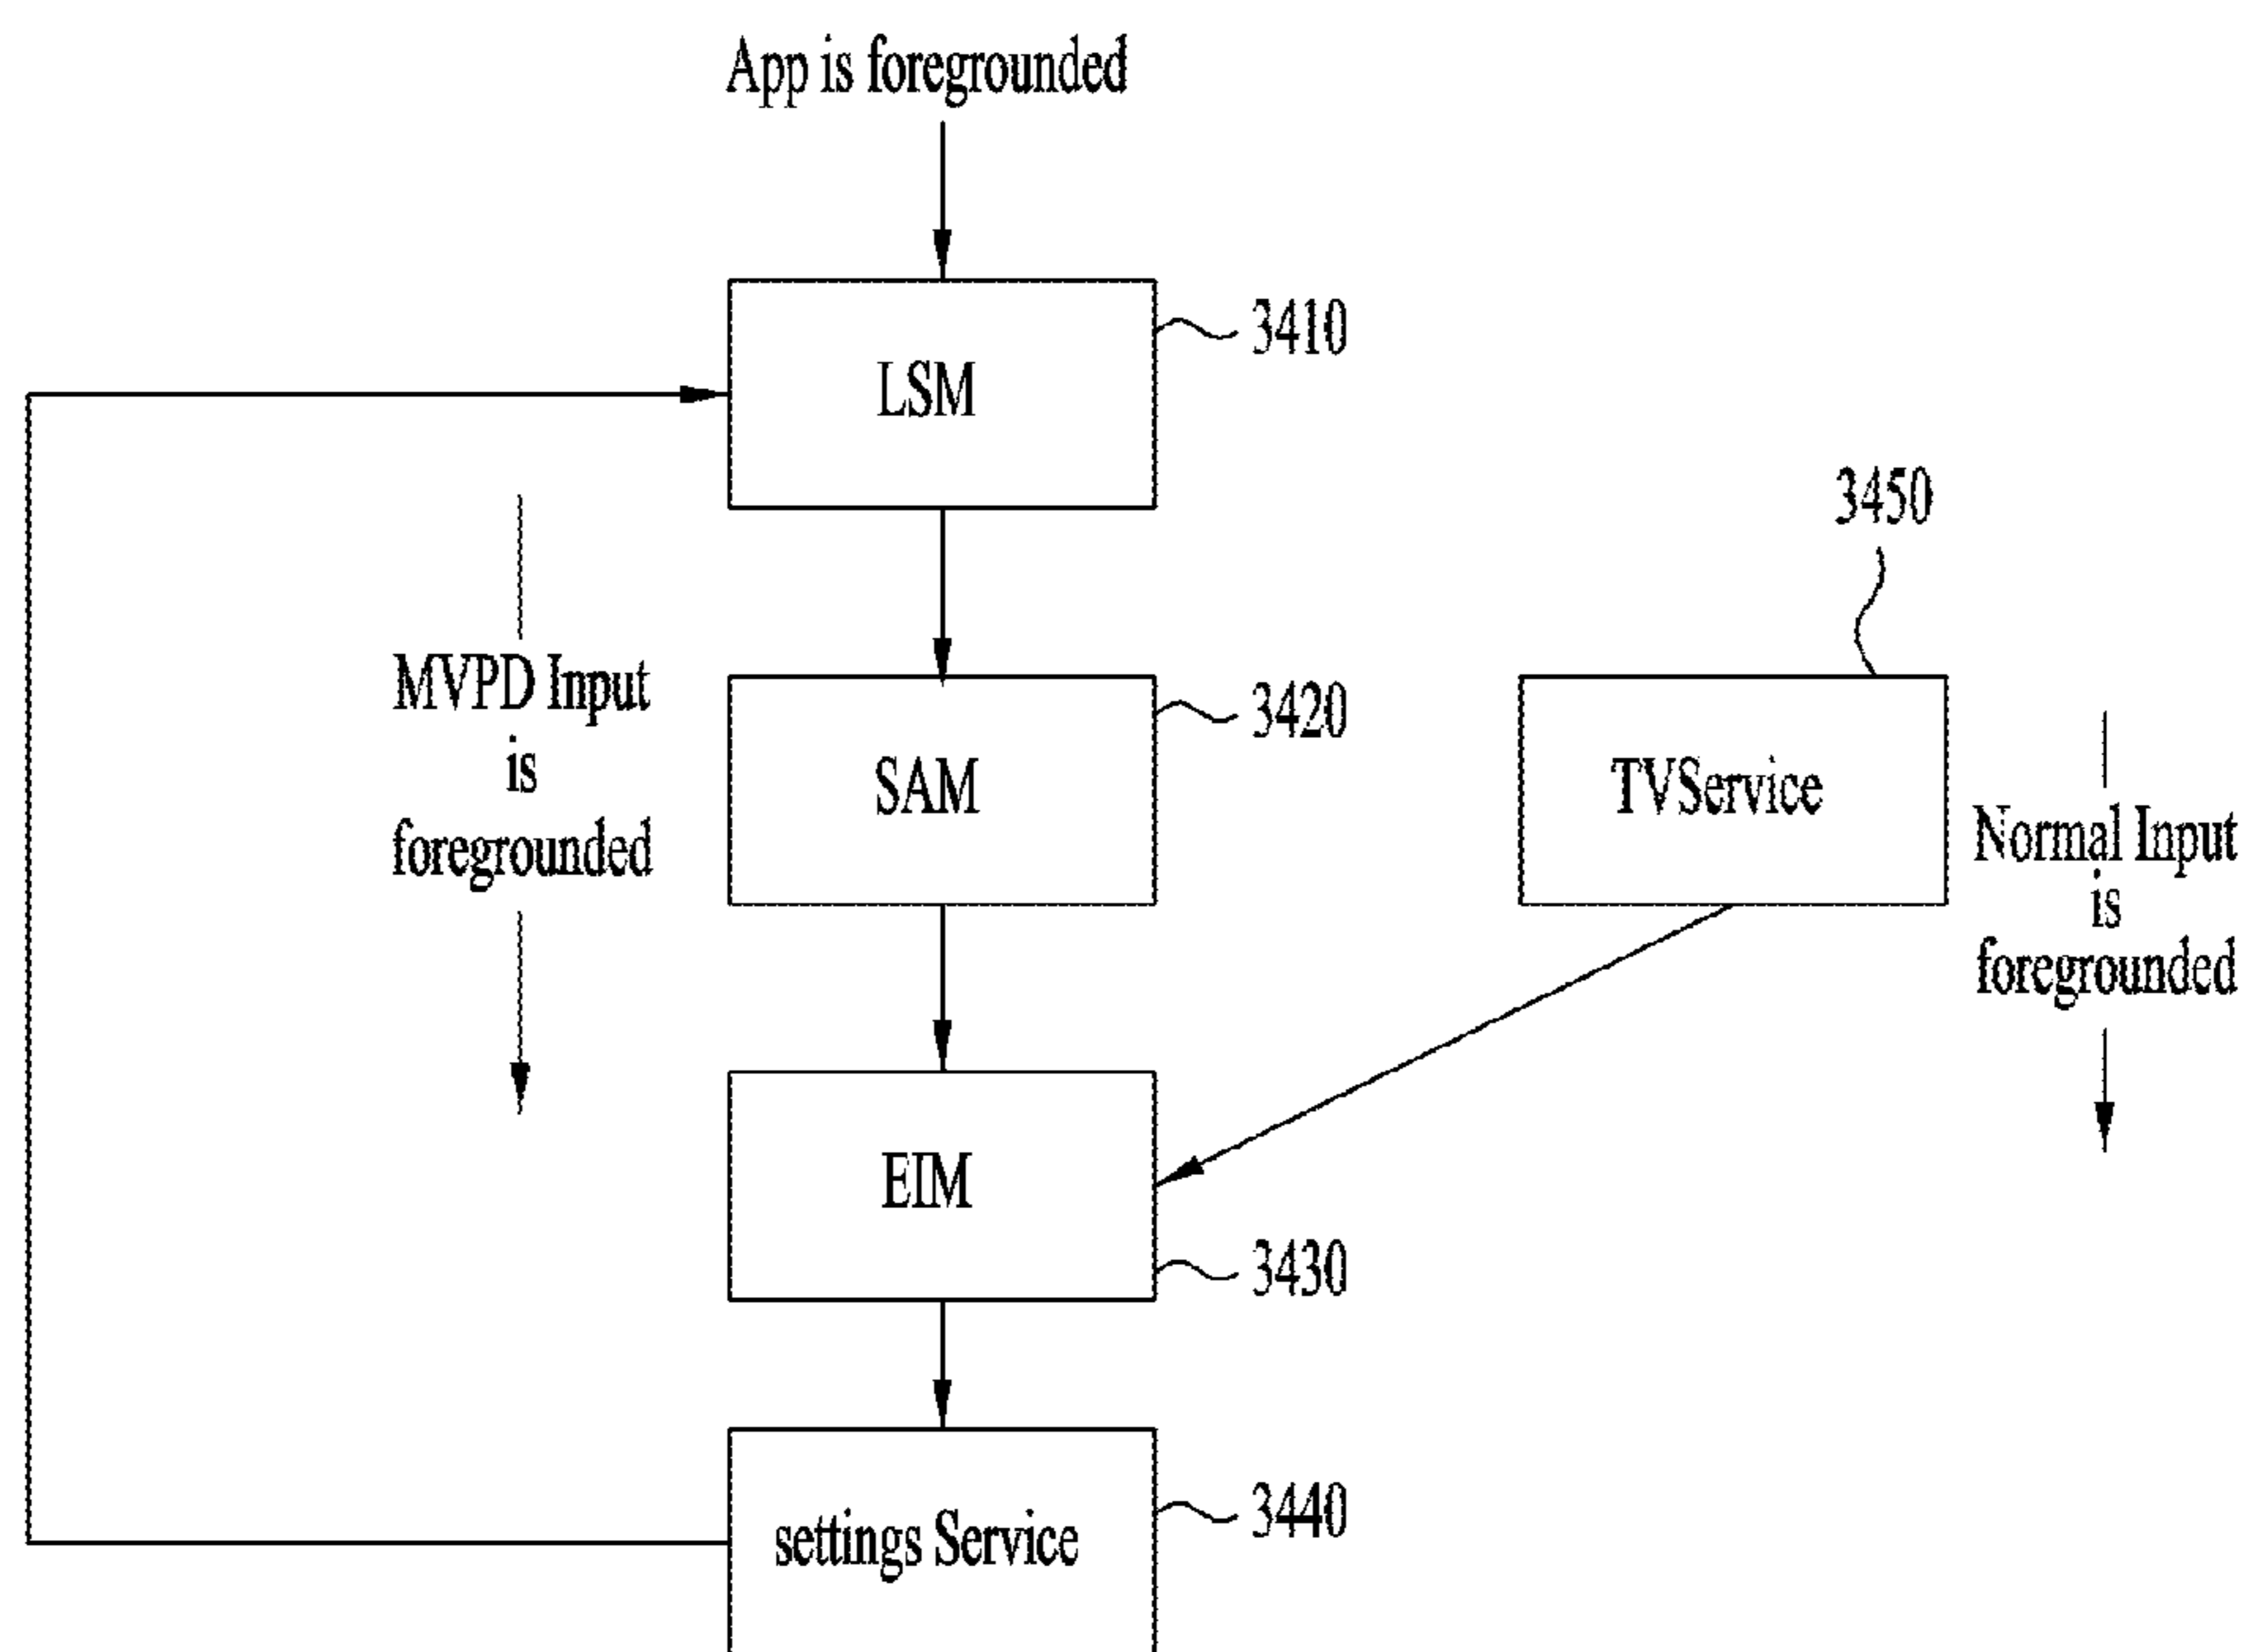 App is foregrounded
3410
LSM
3450
MVPD Input
is
foregrounded
3420
SAM
TVService
Normal Input
is
foregrounded
EIM
3430
3440
settings Service